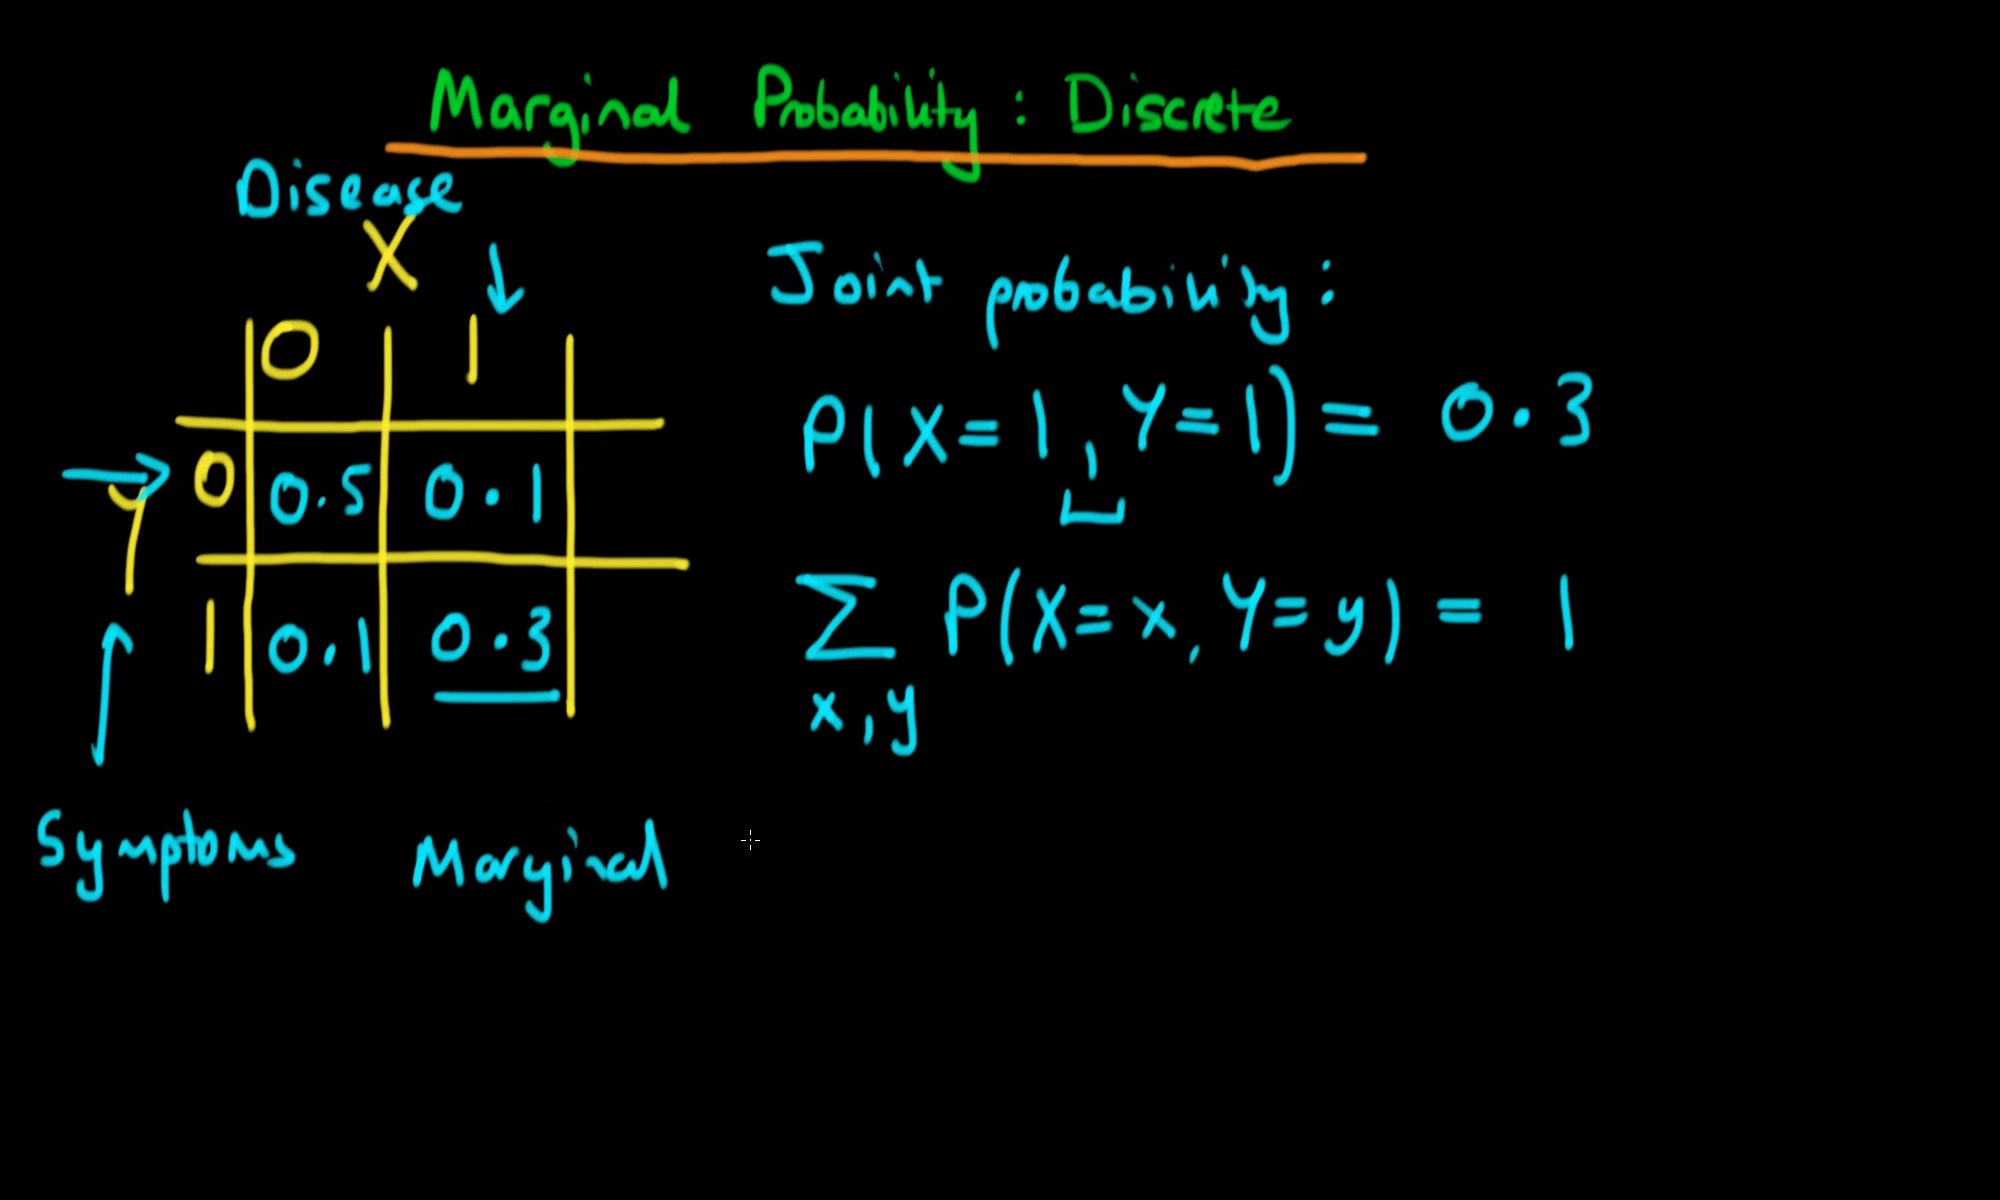 Marginal Probability: Discrete
Disease
X
0 1
Y 0 0.5 0.1
1 0.1 0.3
Symptoms
Joint probability:
P(X=1, Y=1) = 0.3
∑ P(X=x, Y=y) = 1
x,y
Marginal